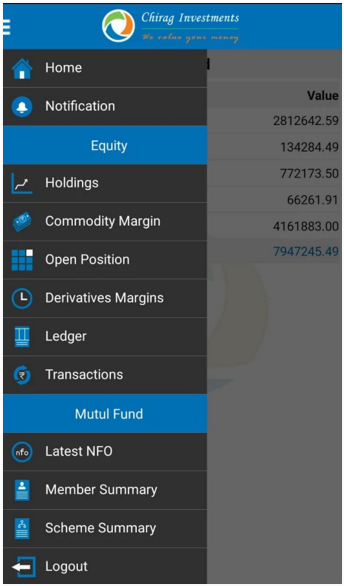 Chirag Investments
We value your money
Home
Notification
Equity
Holdings
Commodity Margin
Open Position
Derivatives Margins
Ledger
Transactions
Mutul Fund
nfo
Latest NFO
Member Summary
Scheme Summary
Logout
Value
2812642.59
134284.49
772173.50
66261.91
4161883.00
7947245.49